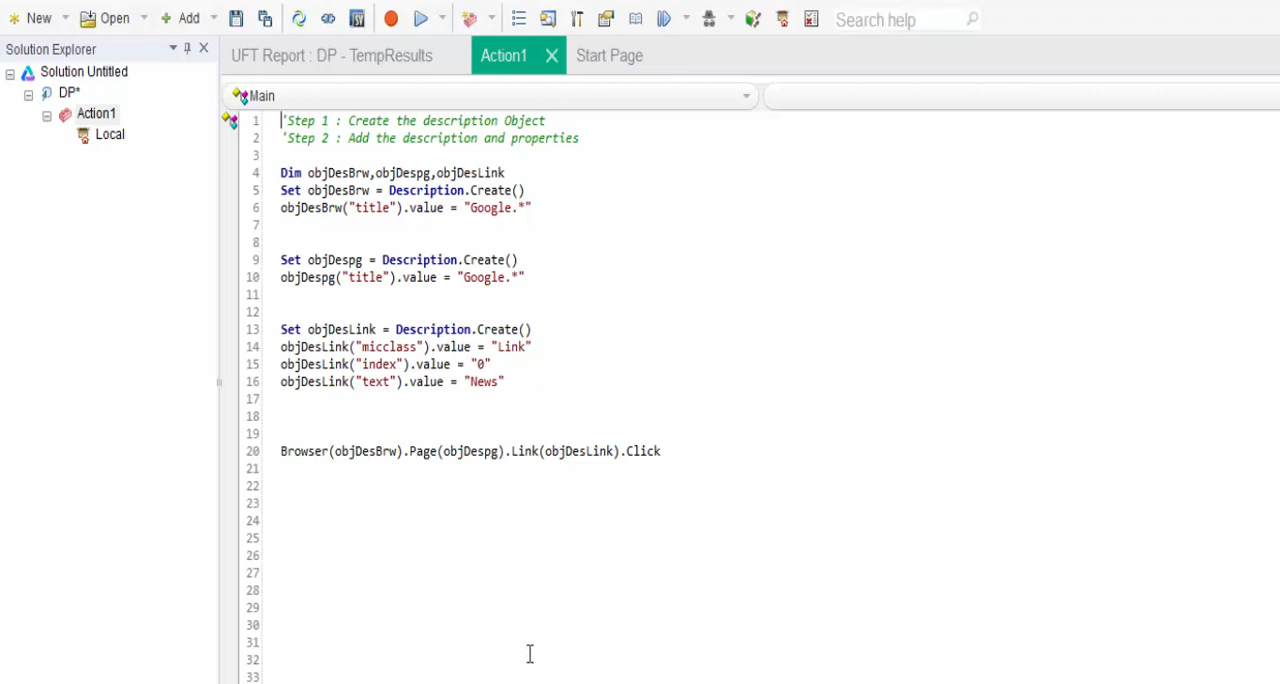 New Open Add Search help
Solution Explorer
Solution Untitled
DP*
Action1
Local
UFT Report : DP - TempResults Action1 Start Page
Main
1 'Step 1 : Create the description Object
2 'Step 2 : Add the description and properties
3
4 Dim objDesBrw,objDespg,objDesLink
5 Set objDesBrw = Description.Create()
6 objDesBrw("title").value = "Google.*"
7
8
9 Set objDespg = Description.Create()
10 objDespg("title").value = "Google.*"
11
12
13 Set objDesLink = Description.Create()
14 objDesLink("micclass").value = "Link"
15 objDesLink("index").value = "0"
16 objDesLink("text").value = "News"
17
18
19
20 Browser(objDesBrw).Page(objDespg).Link(objDesLink).Click
21
22
23
24
25
26
27
28
29
30
31
32
33